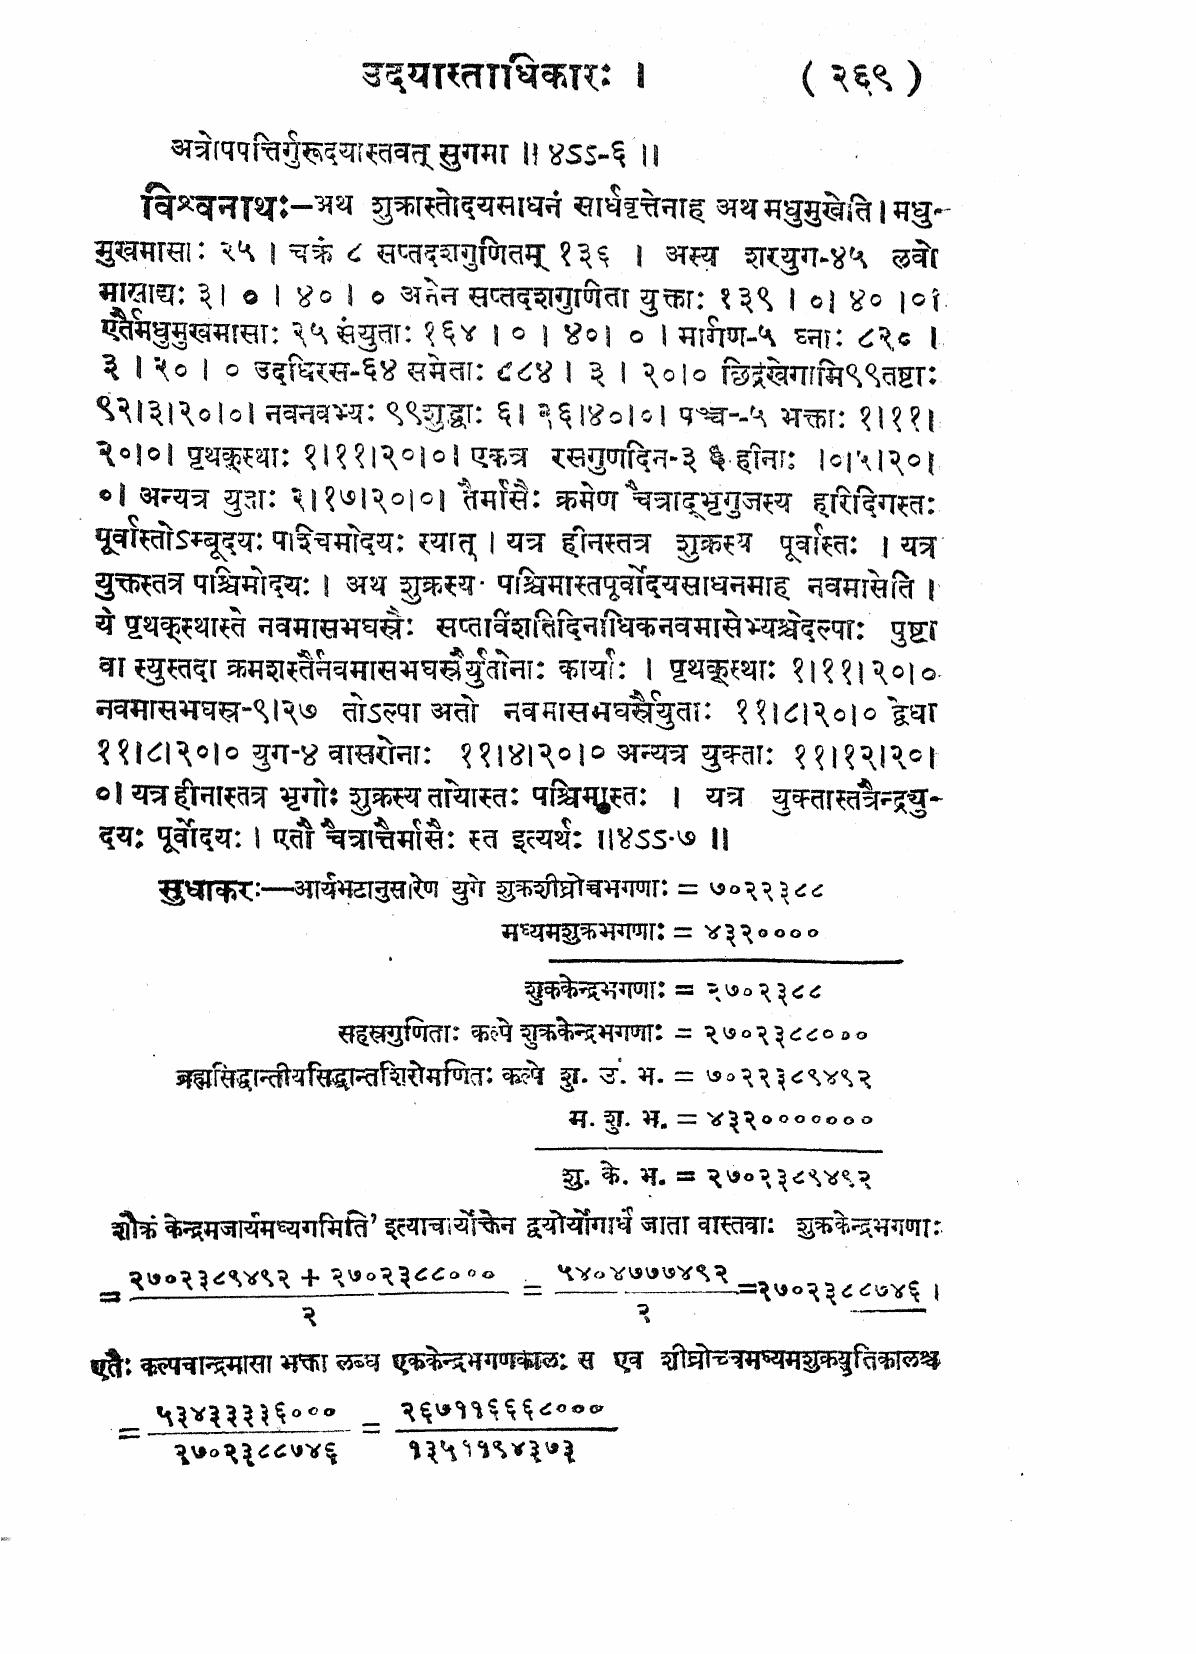 उदयास्ताधिकारः । ( २६९ )
अत्रोपपत्तिर्गुरूदयास्तवत् सुगमा ॥ ४ऽऽ-६ ॥
विश्वनाथः—अथ शुक्रास्तोदयसाधनं सार्धवृत्तेनाह अथ मधुमुखेति । मधु-
मुखमासाः २५ । चक्रं ८ सप्तदशगुणितम् १३६ । अस्य शरयुग-४५ लवो
मासाद्यः ३। ० । ४० । ० अनेन सप्तदशगुणिता युक्ताः १३९ । ०। ४० ।०।
एतैर्मधुमुखमासाः २५ संयुताः १६४ । ० । ४०। ० । मार्गण-५ घ्नाः ८२० ।
३ । २० । ० उदधिरस-६४ समेताः ८८४ । ३ । २०।० छिद्रखेगामि९९तष्टाः
९२।३।२०।०। नवनवभ्यः ९९शुद्धाः ६। २६।४०।०। पञ्च-५ भक्ताः १।११।
२०।०। पृथक्स्थाः १।११।२०।०। एकत्र रसगुणदिन-३ ६ हीनाः ।०।५।२०।
०। अन्यत्र युताः २।१७।२०।०। तैर्मासैः क्रमेण चैत्राद्भृगुजस्य हारिदिगस्तः
पूर्वास्तोऽम्बूदयः पश्चिमोदयः स्यात् । यत्र हीनस्तत्र शुक्रस्य पूर्वास्तः । यत्र
युक्तस्तत्र पश्चिमोदयः । अथ शुक्रस्य पश्चिमास्तपूर्वोदयसाधनमाह नवमासेति ।
ये पृथक्स्थास्ते नवमासभघस्रैः सप्तविंशतिदिनाधिकनवमासेभ्यश्चेदल्पाः पुष्टा
वा स्युस्तदा क्रमशस्तैर्नवमासभघस्रैर्युतोनाः कार्याः । पृथक्स्थाः १।११।२०।०
नवमासभघस्र-९।२७ तोऽल्पा अतो नवमासभघस्रैर्युताः ११।८।२०।० द्वेधा
११।८।२०।० युग-४ वासरोनाः ११।४।२०।० अन्यत्र युक्ताः ११।१२।२०।
०। यत्र हीनास्तत्र भृगोः शुक्रस्य तोयास्तः पश्चिमास्तः । यत्र युक्तास्तत्रैन्द्र्यु-
दयः पूर्वोदयः । एतौ चैत्रात्तैर्मासैः स्त इत्यर्थः ॥४ऽऽ-७ ॥
सुधाकरः—आर्यभटानुसारेण युगे शुक्रशीघ्रोच्चभगणाः = ७०२२३८८
मध्यमशुक्रभगणाः = ४३२००००
शुक्रकेन्द्रभगणाः = २७०२३८८
सहस्रगुणिताः कल्पे शुक्रकेन्द्रभगणाः = २७०२३८८०००
ब्रह्मसिद्धान्तीयसिद्धान्तशिरोमणितः कल्पे शु. उ. भ. = ७०२२३८९४९२
म. शु. भ. = ४३२०००००००
शु. के. भ. = २७०२३८९४९२
शौक्रं केन्द्रमजार्यमध्यगमिति' इत्याचार्योक्तेन द्वयोर्योगार्धं जाता वास्तवाः शुक्रकेन्द्रभगणाः
= २७०२३८९४९२ + २७०२३८८००० / २ = ५४०४७७७४९२ / २ =२७०२३८८७४६ ।
एतैः कल्पचान्द्रमासा भक्ता लब्ध एककेन्द्रभगणकालः स एव शीघ्रोच्चमध्यमशुक्रयुतिकालश्च
= ५३४३३३३६००० / २७०२३८८७४६ = २६७११६६६८००० / १३५११९४३७३